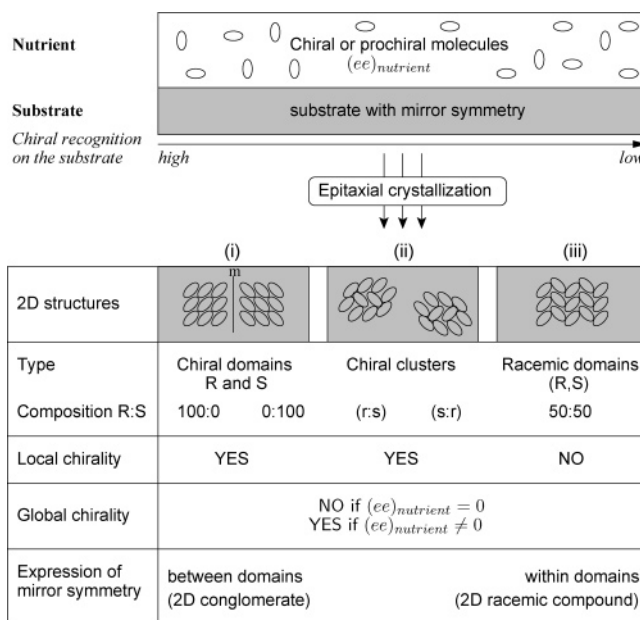 Nutrient
Chiral or prochiral molecules
(ee)nutrient
Substrate
substrate with mirror symmetry
Chiral recognition
on the substrate
high
low
Epitaxial crystallization
(i) (ii) (iii)
m
2D structures
Type
Chiral domains
R and S
Chiral clusters
Racemic domains
(R,S)
Composition R:S
100:0 0:100
(r:s) (s:r)
50:50
Local chirality
YES
YES
NO
Global chirality
NO if (ee)nutrient = 0
YES if (ee)nutrient ≠ 0
Expression of
mirror symmetry
between domains
(2D conglomerate)
within domains
(2D racemic compound)